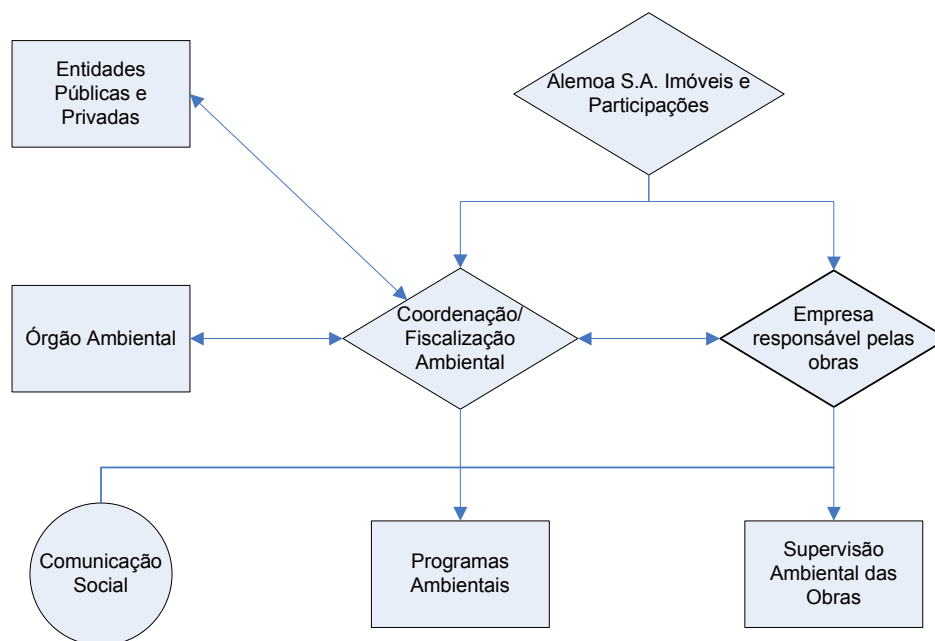 Entidades
Públicas e
Privadas
Alemoa S.A. Imóveis e
Participações
Órgão Ambiental
Coordenação/
Fiscalização
Ambiental
Empresa
responsável pelas
obras
Comunicação
Social
Programas
Ambientais
Supervisão
Ambiental das
Obras